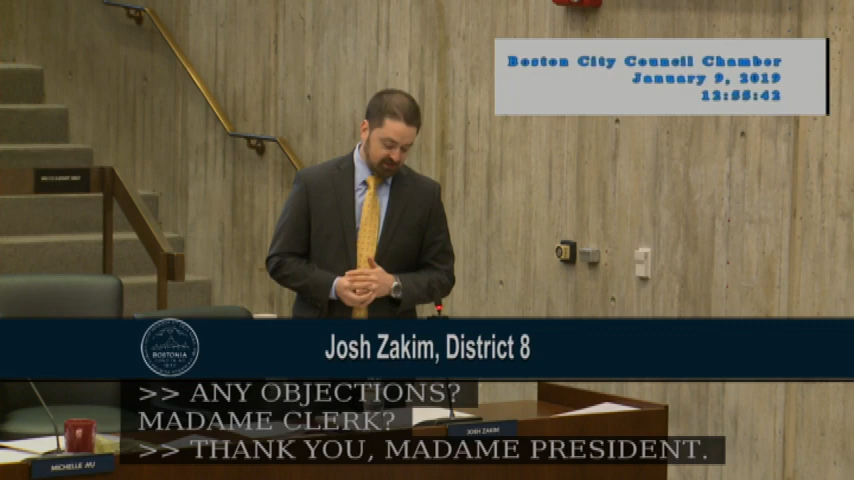 Boston City Council Chamber
January 9, 2019
12:55:42
Josh Zakim, District 8
BOSTONIA
>> ANY OBJECTIONS?
MADAME CLERK?
>> THANK YOU, MADAME PRESIDENT.
JOSH ZAKIM
MICHELLE WU